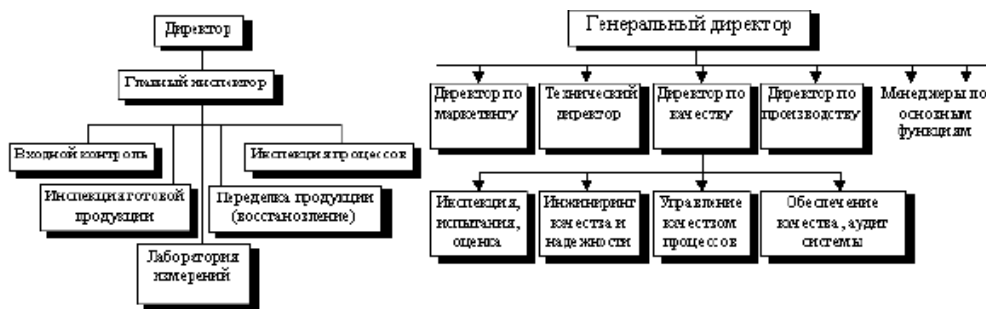 Директор
Главный инспектор
Входной контроль
Инспекция процессов
Инспекция готовой
продукции
Переделка продукции
(восстановление)
Лаборатория
измерений
Генеральный директор
Директор по
маркетингу
Технический
директор
Директор по
качеству
Директор по
производству
Менеджеры по
основным
функциям
Инспекция,
испытания,
оценка
Инжиниринг
качества и
надежности
Управление
качеством
процессов
Обеспечение
качества, аудит
системы